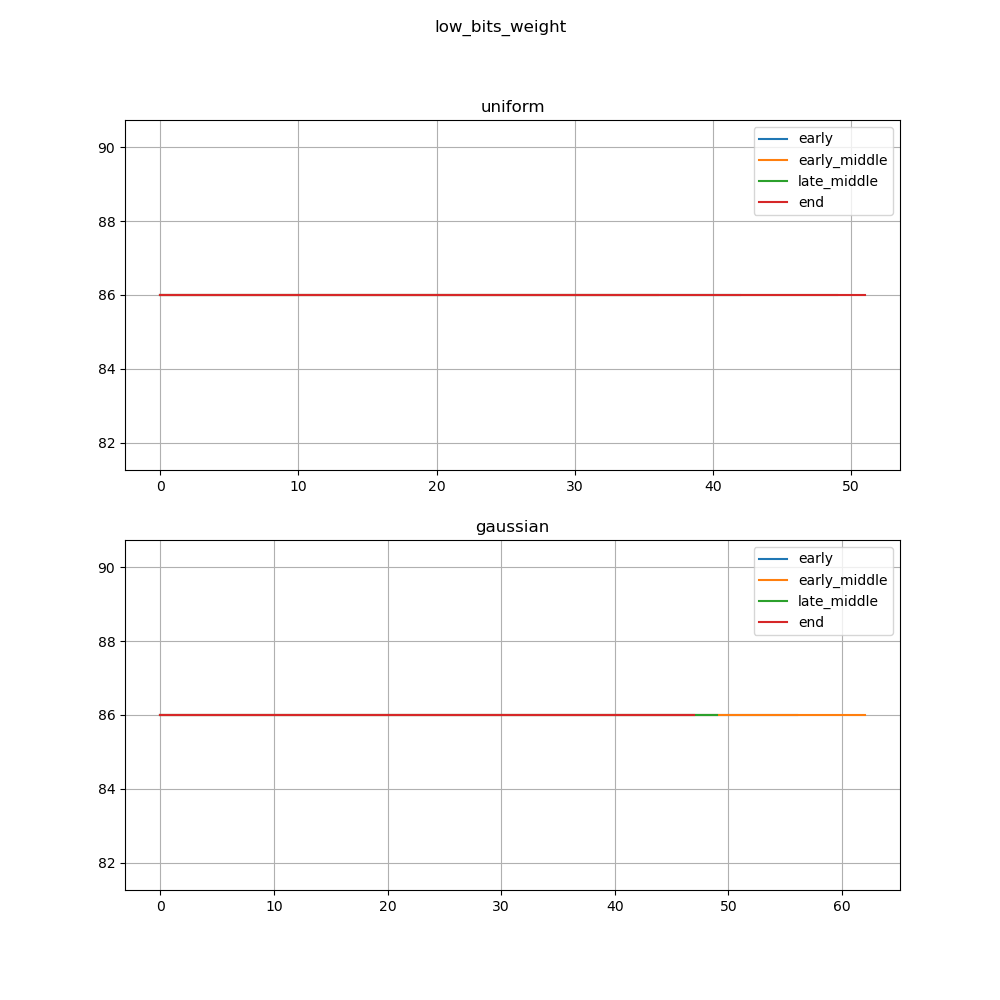 low_bits_weight
uniform
90
88
86
84
82
0 10 20 30 40 50
early
early_middle
late_middle
end
gaussian
90
88
86
84
82
0 10 20 30 40 50 60
early
early_middle
late_middle
end